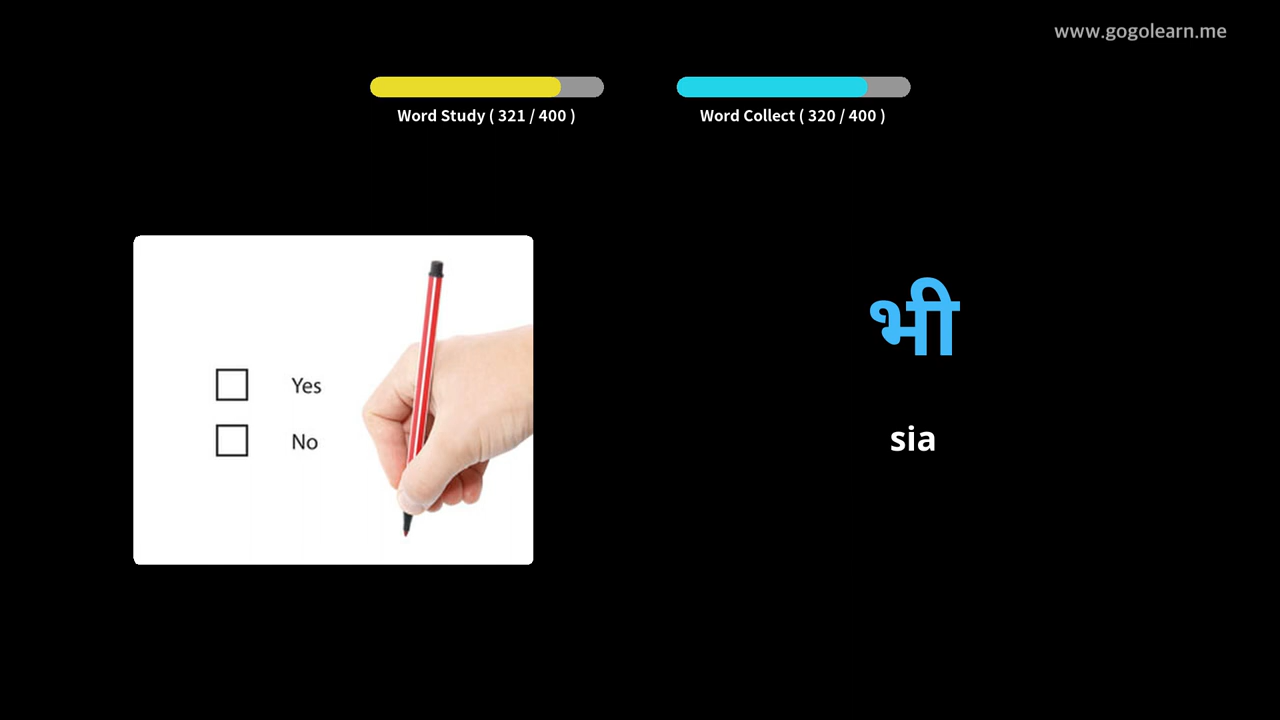 www.gogolearn.me
Word Study ( 321 / 400 )
Word Collect ( 320 / 400 )
Yes
No
भी
sia